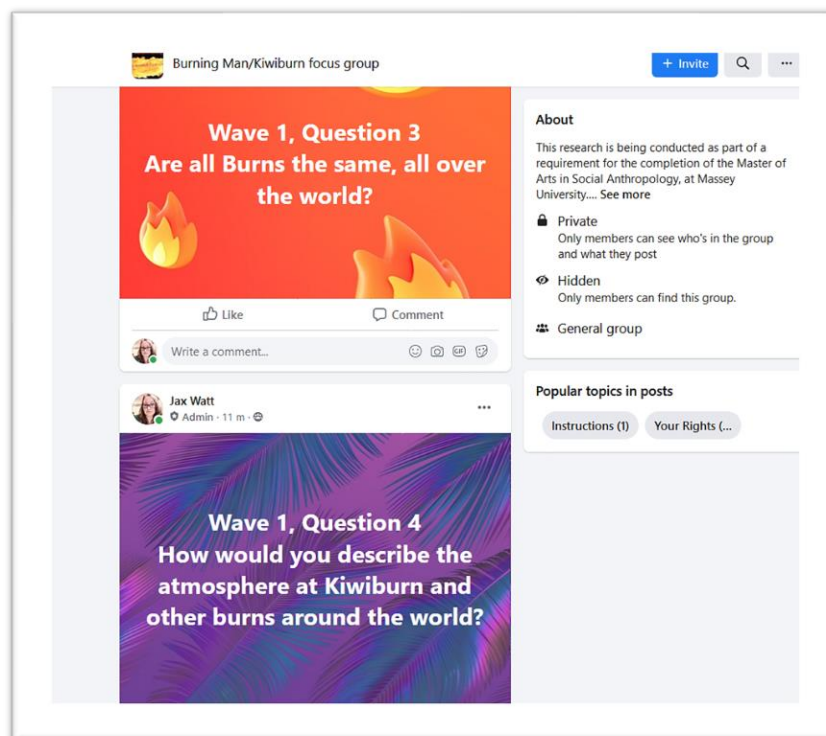 Burning Man/Kiwiburn focus group
+ Invite
Wave 1, Question 3
Are all Burns the same, all over
the world?
Like
Comment
Write a comment...
GIF
Jax Watt
Admin · 11 m ·
Wave 1, Question 4
How would you describe the
atmosphere at Kiwiburn and
other burns around the world?
About
This research is being conducted as part of a
requirement for the completion of the Master of
Arts in Social Anthropology, at Massey
University.... See more
Private
Only members can see who's in the group
and what they post
Hidden
Only members can find this group.
General group
Popular topics in posts
Instructions (1)
Your Rights (...